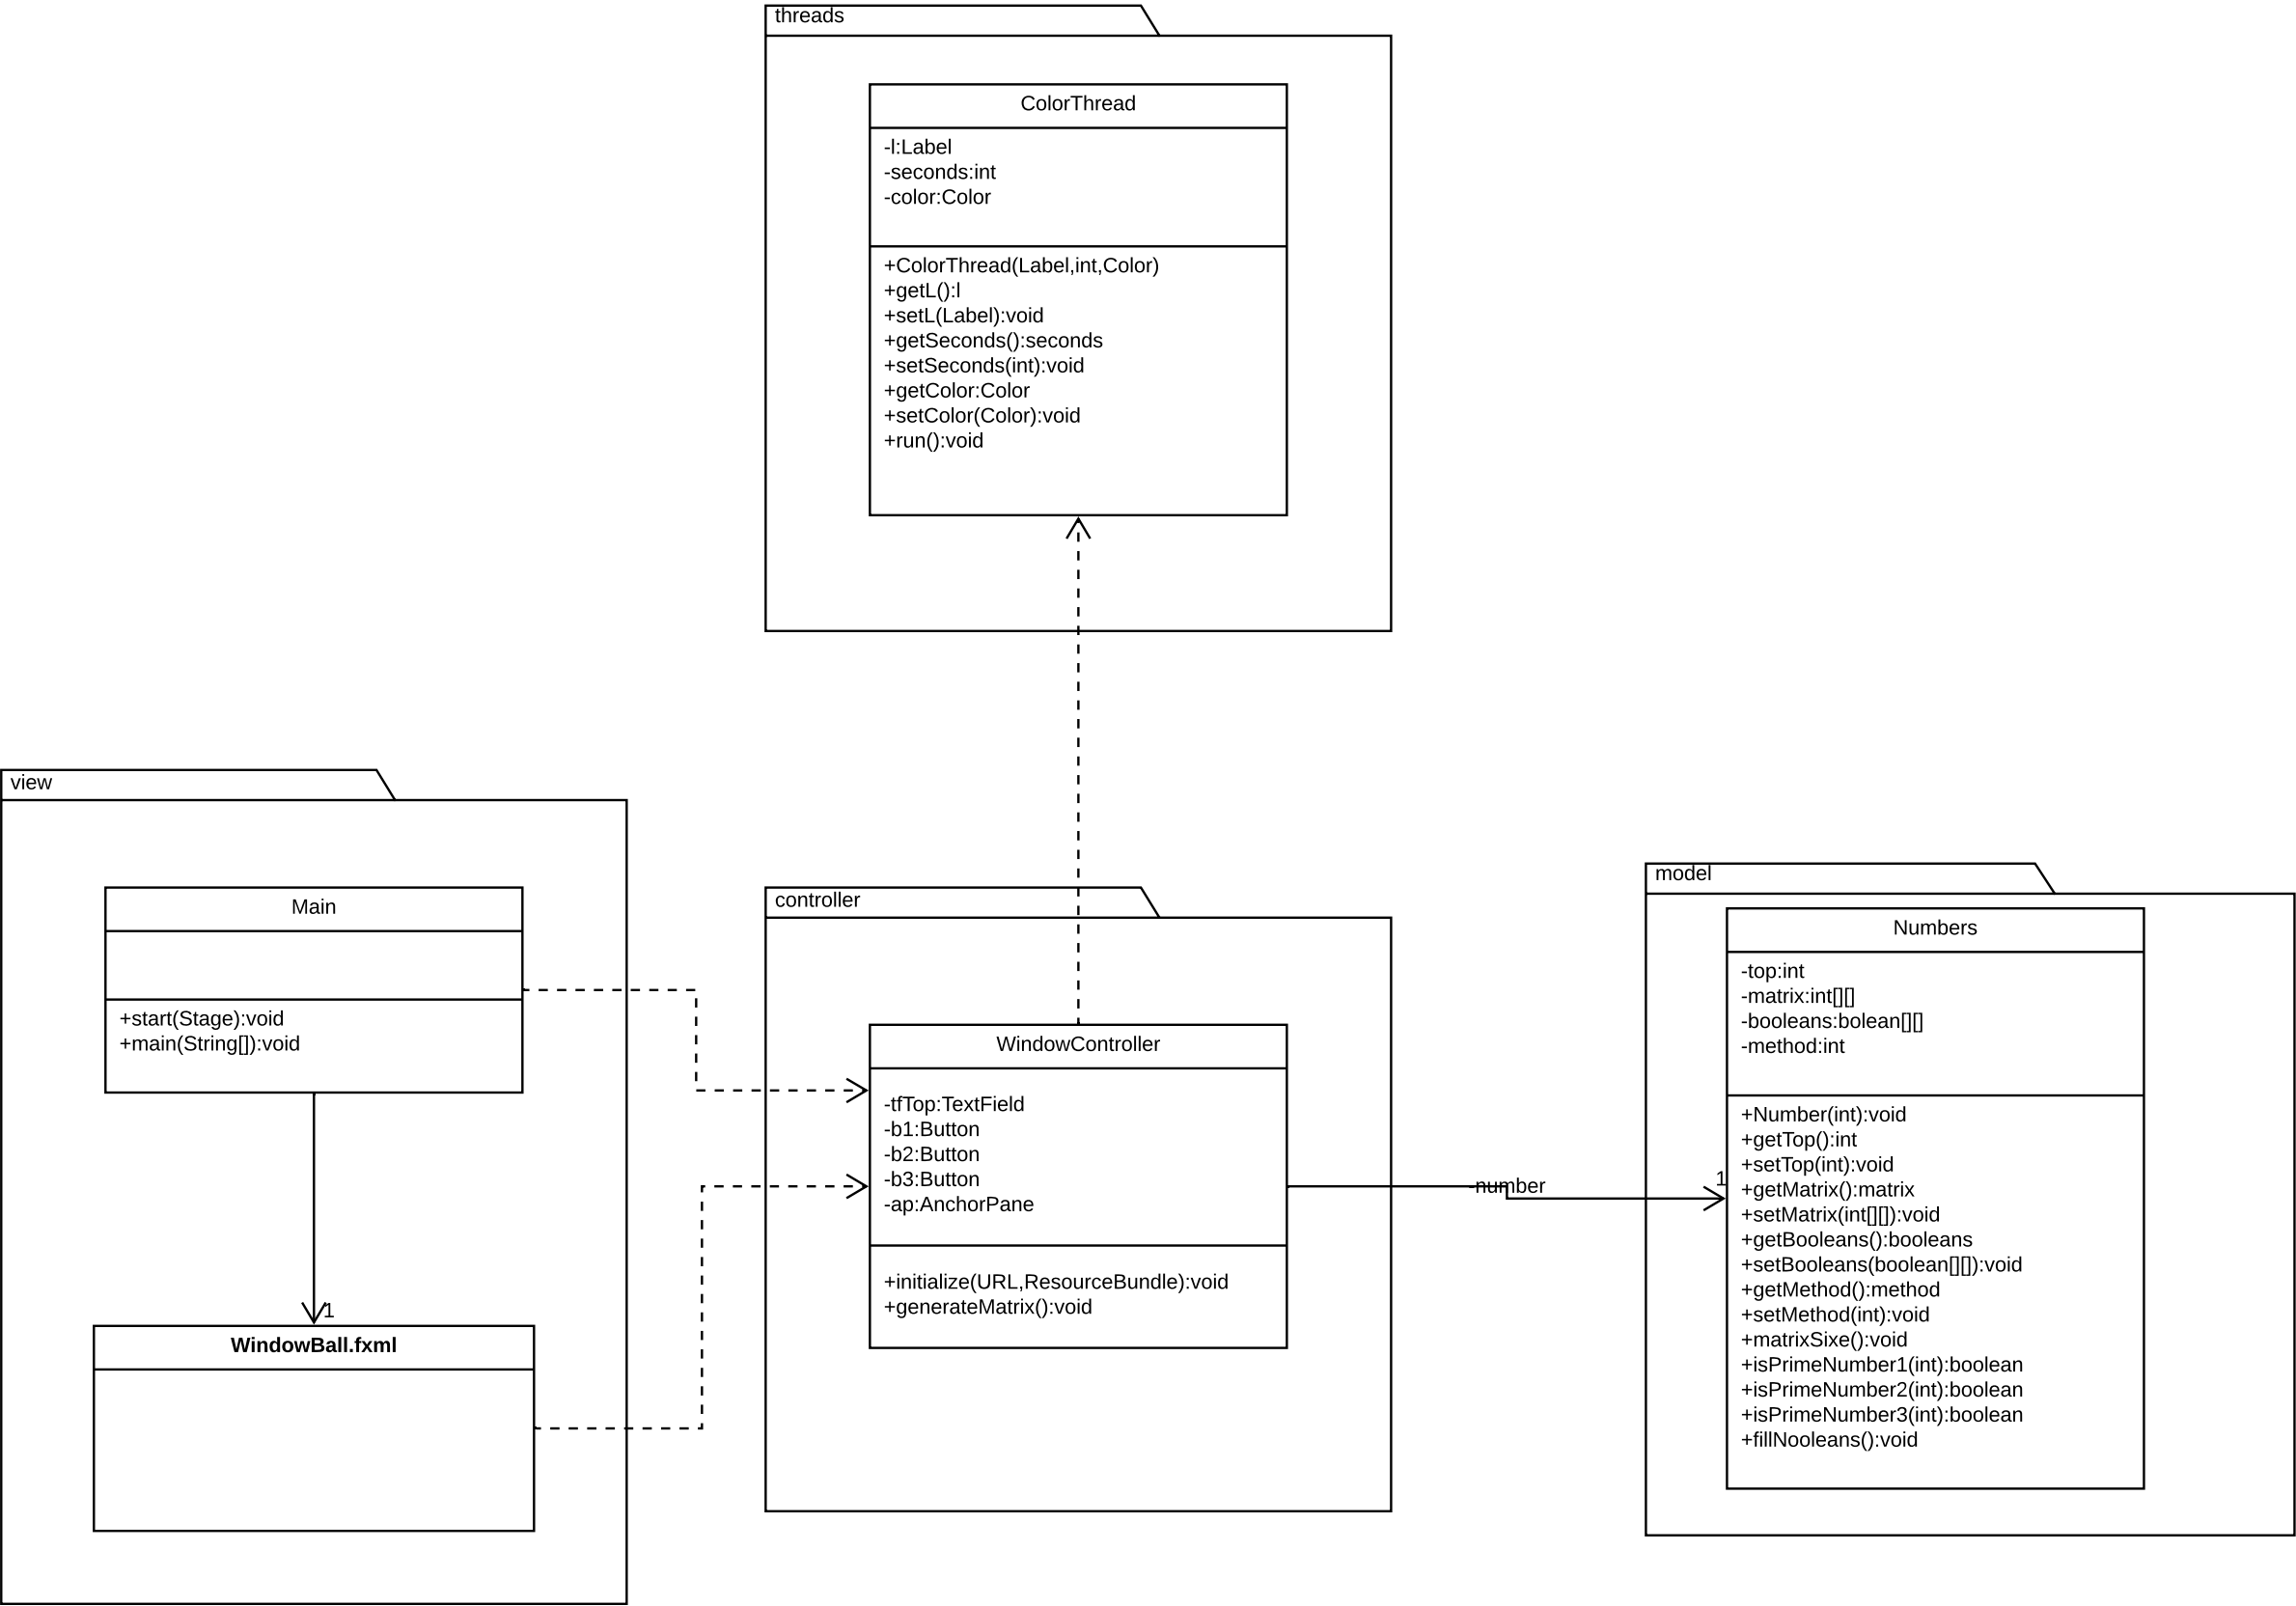 threads
ColorThread
-l:Label
-seconds:int
-color:Color
+ColorThread(Label,int,Color)
+getL():l
+setL(Label):void
+getSeconds():seconds
+setSeconds(int):void
+getColor:Color
+setColor(Color):void
+run():void
view
Main
+start(Stage):void
+main(String[]):void
1
WindowBall.fxml
controller
WindowController
-tfTop:TextField
-b1:Button
-b2:Button
-b3:Button
-ap:AnchorPane
+initialize(URL,ResourceBundle):void
+generateMatrix():void
-number
1
model
Numbers
-top:int
-matrix:int[][]
-booleans:bolean[][]
-method:int
+Number(int):void
+getTop():int
+setTop(int):void
+getMatrix():matrix
+setMatrix(int[][]):void
+getBooleans():booleans
+setBooleans(boolean[][]):void
+getMethod():method
+setMethod(int):void
+matrixSixe():void
+isPrimeNumber1(int):boolean
+isPrimeNumber2(int):boolean
+isPrimeNumber3(int):boolean
+fillNooleans():void